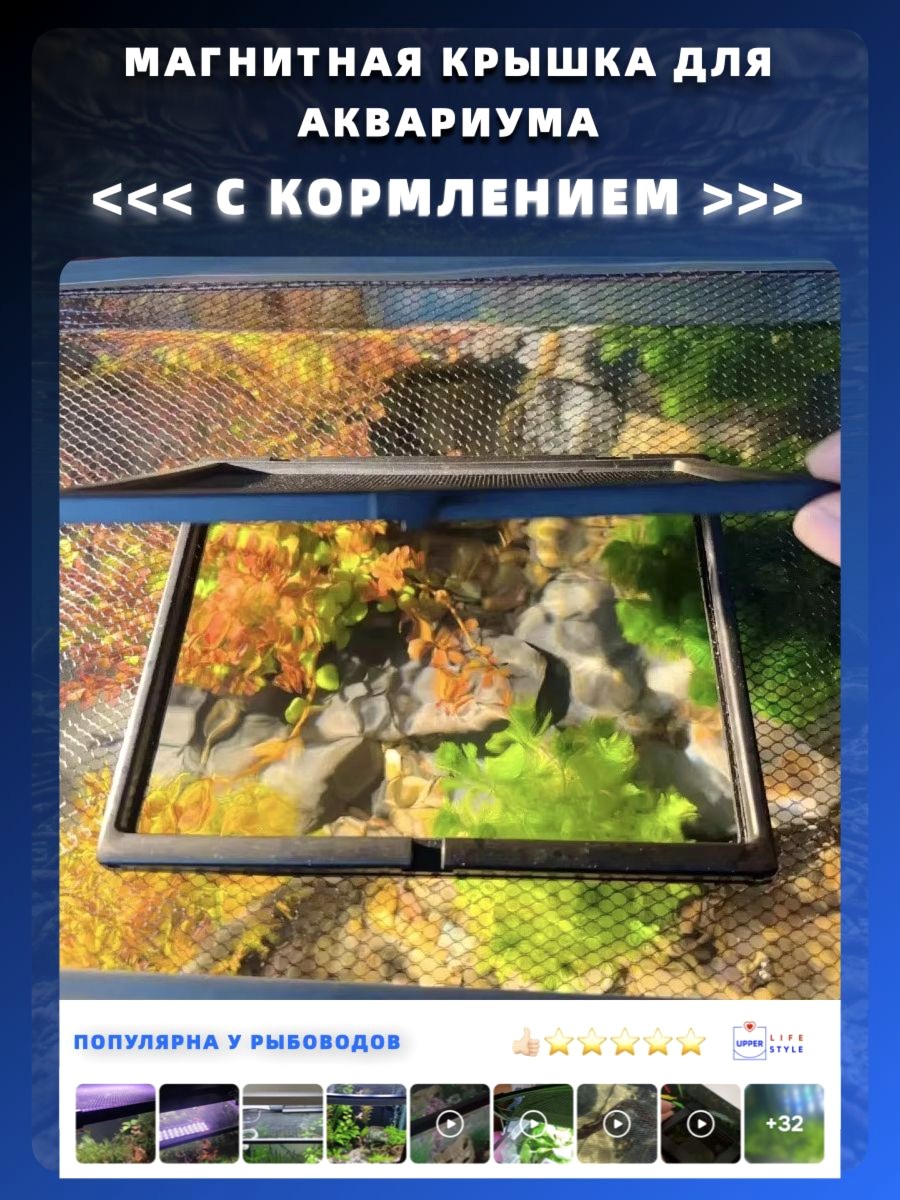 МАГНИТНАЯ КРЫШКА ДЛЯ
АКВАРИУМА
<<< С КОРМЛЕНИЕМ >>>
ПОПУЛЯРНА У РЫБОВОДОВ
UPPER LIFE
STYLE
+32